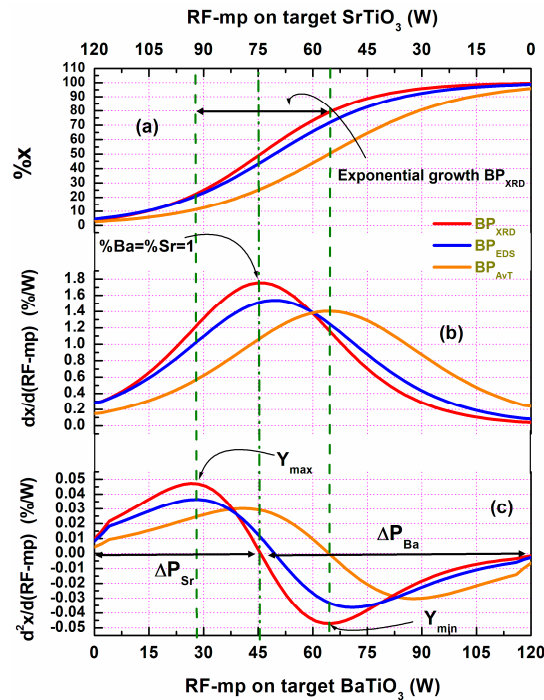 RF-mp on target SrTiO3 (W)
120 105 90 75 60 45 30 15 0
110
100
90
80
70
60
50
40
30
20
10
0
%x
(a)
Exponential growth BPXRD
%Ba=%Sr=1
BPXRD
BPEDS
BPAvT
1.8
1.6
1.4
1.2
1.0
0.8
0.6
0.4
0.2
0.0
dx/d(RF-mp) (%/W)
(b)
Ymax
0.05
0.04
0.03
0.02
0.01
0.00
-0.01
-0.02
-0.03
-0.04
-0.05
d2x/d(RF-mp) (%/W)
(c)
ΔPSr
ΔPBa
Ymin
0 15 30 45 60 75 90 105 120
RF-mp on target BaTiO3 (W)